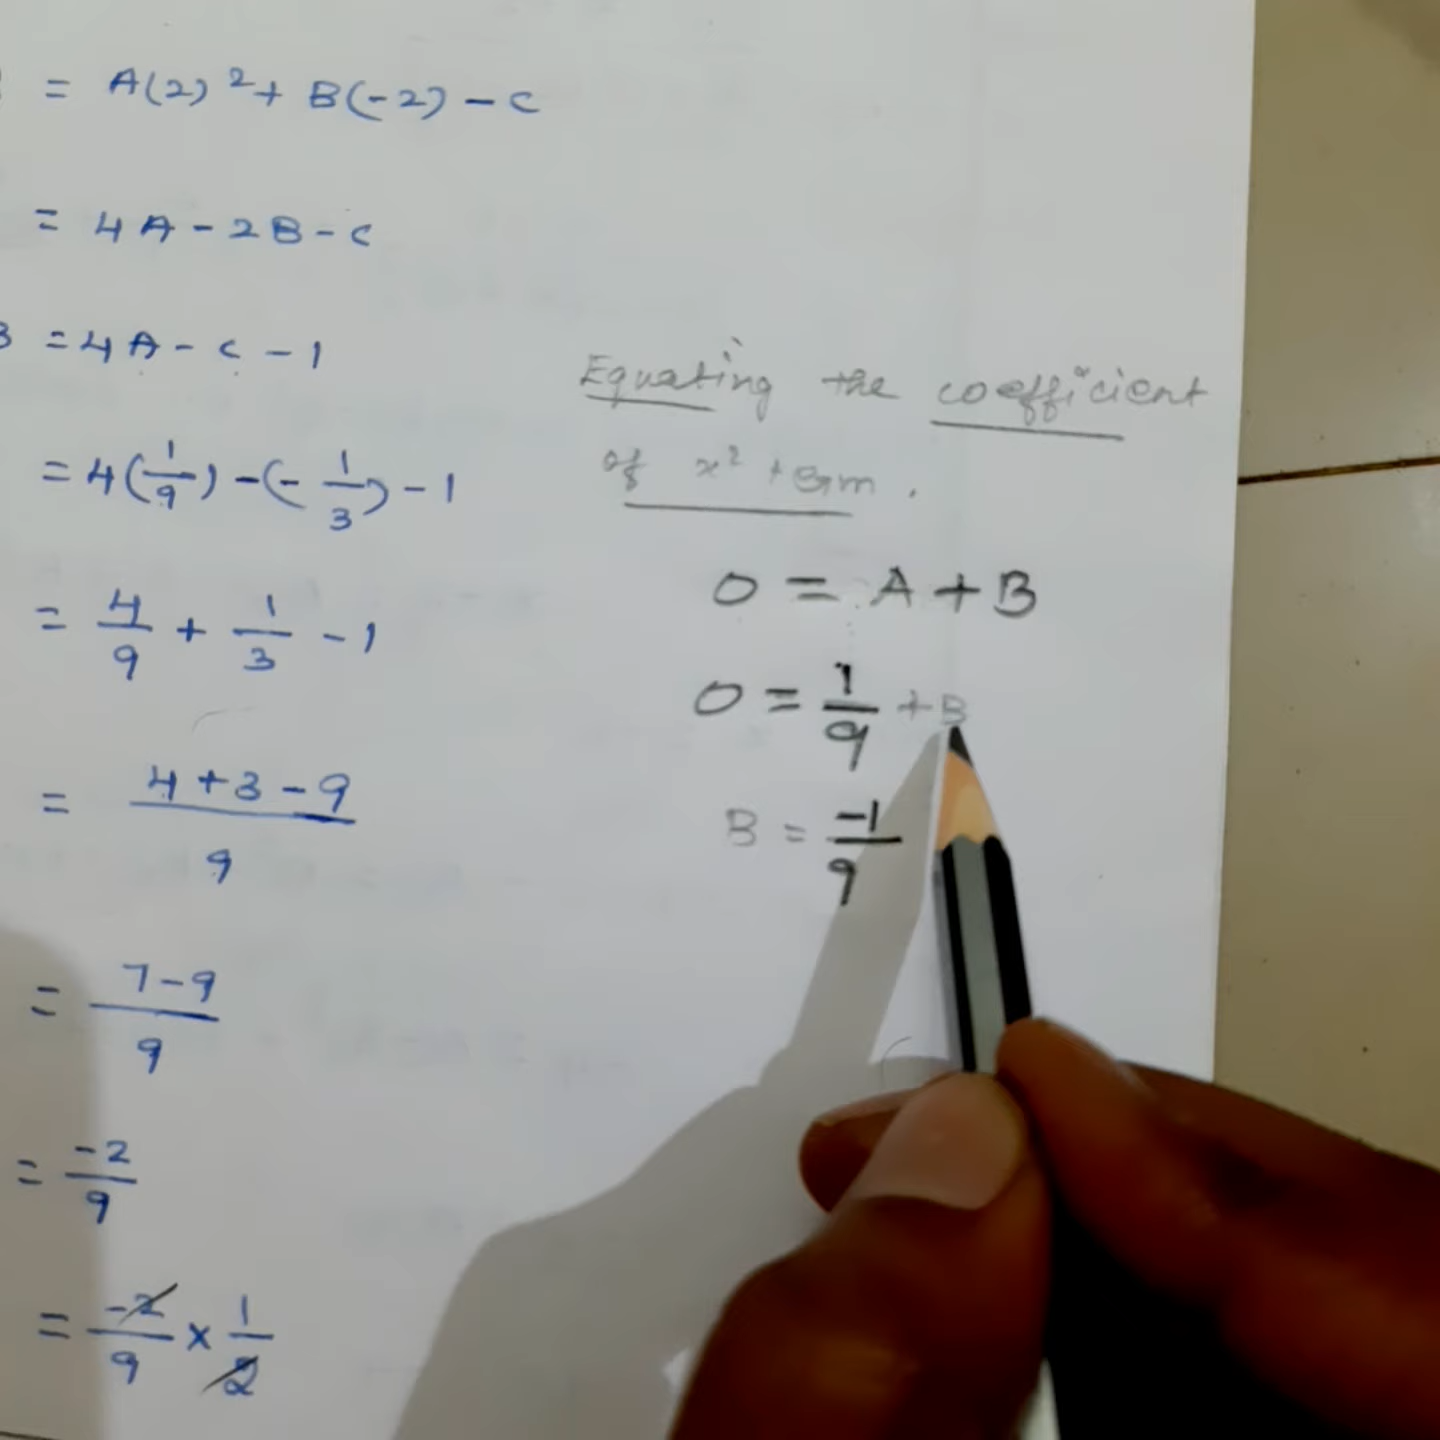 = A(2)² + B(-2) - C
= 4A - 2B - C
= 4A - C - 1
= 4(1/9) - (-1/3) - 1
= 4/9 + 1/3 - 1
= 4+3-9/9
= 7-9/9
= -2/9
= -2/9 × 1/2
Equating the coefficient
of x² term.
0 = A + B
0 = 1/9 + B
B = -1/9